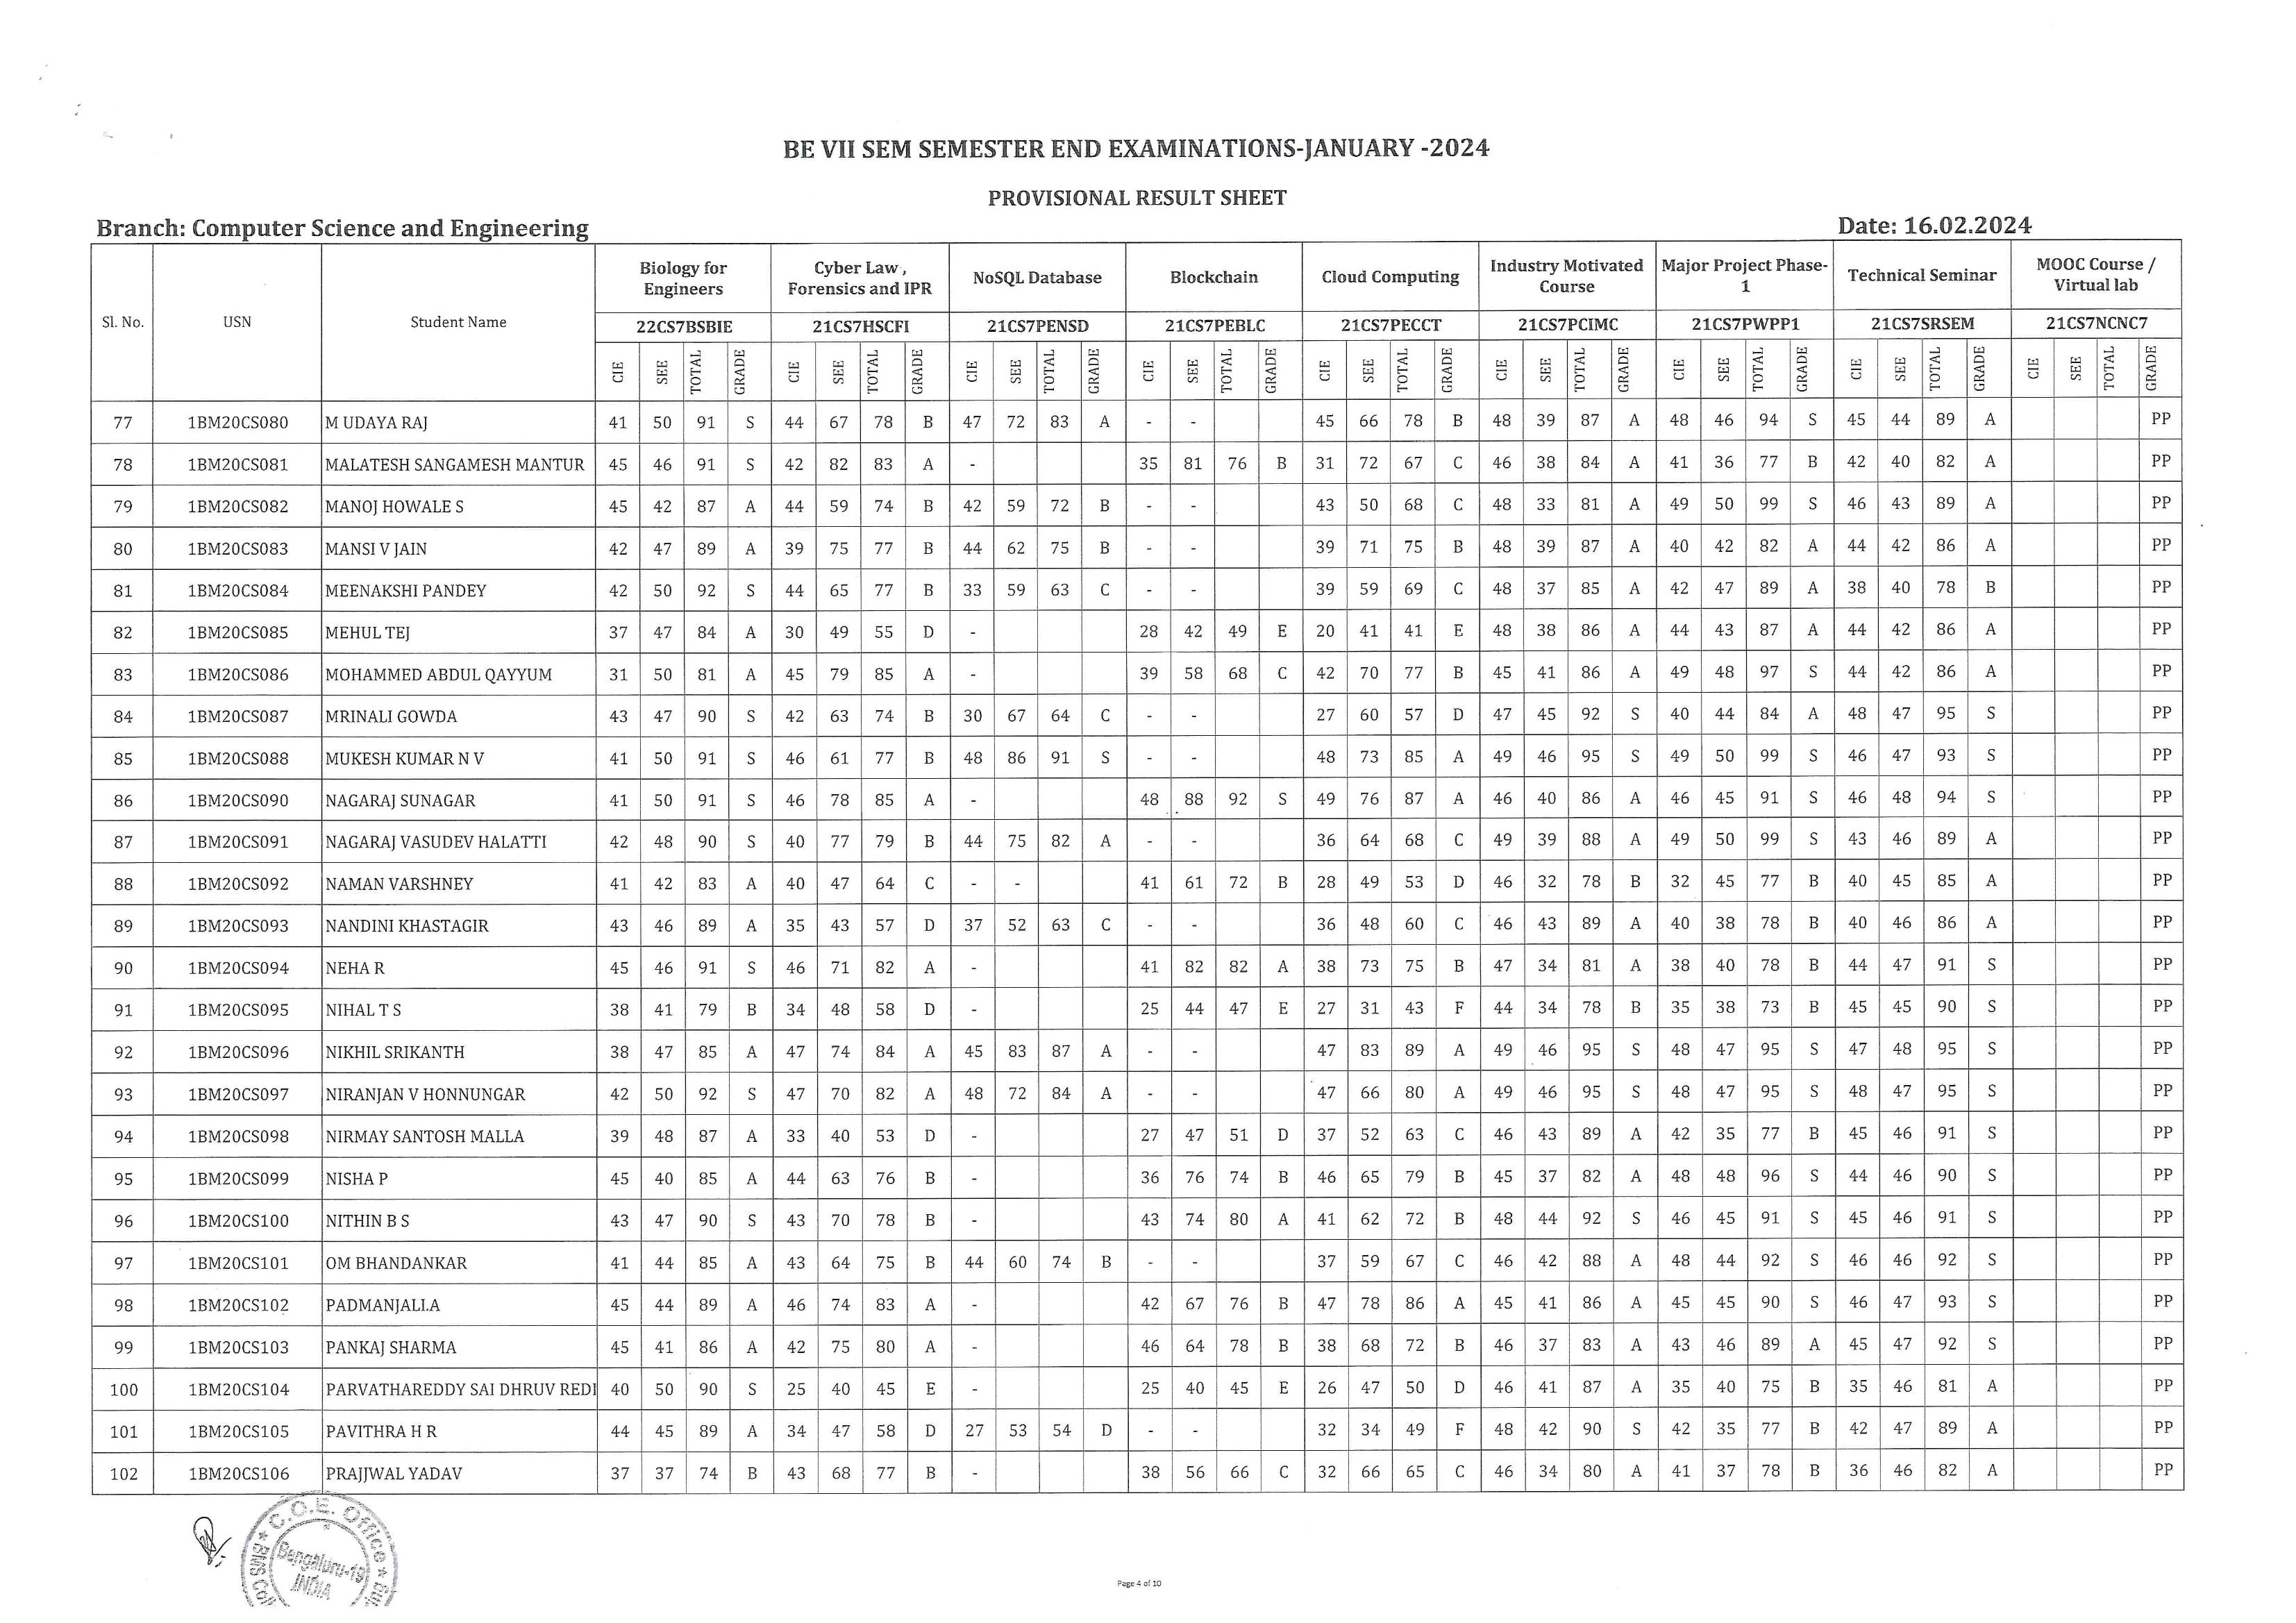 BE VII SEM SEMESTER END EXAMINATIONS-JANUARY -2024
PROVISIONAL RESULT SHEET
Branch: Computer Science and Engineering Date: 16.02.2024
Sl. No. USN Student Name Biology for Engineers Cyber Law , Forensics and IPR NoSQL Database Blockchain Cloud Computing Industry Motivated Course Major Project Phase-1 Technical Seminar MOOC Course / Virtual lab
22CS7BSBIE 21CS7HSCFI 21CS7PENSD 21CS7PEBLC 21CS7PECCT 21CS7PCIMC 21CS7PWPP1 21CS7SRSEM 21CS7NCNC7
CIE SEE TOTAL GRADE CIE SEE TOTAL GRADE CIE SEE TOTAL GRADE CIE SEE TOTAL GRADE CIE SEE TOTAL GRADE CIE SEE TOTAL GRADE CIE SEE TOTAL GRADE CIE SEE TOTAL GRADE CIE SEE TOTAL GRADE
77 1BM20CS080 M UDAYA RAJ 41 50 91 S 44 67 78 B 47 72 83 A - - 45 66 78 B 48 39 87 A 48 46 94 S 45 44 89 A PP
78 1BM20CS081 MALATESH SANGAMESH MANTUR 45 46 91 S 42 82 83 A - 35 81 76 B 31 72 67 C 46 38 84 A 41 36 77 B 42 40 82 A PP
79 1BM20CS082 MANOJ HOWALE S 45 42 87 A 44 59 74 B 42 59 72 B - - 43 50 68 C 48 33 81 A 49 50 99 S 46 43 89 A PP
80 1BM20CS083 MANSI V JAIN 42 47 89 A 39 75 77 B 44 62 75 B - - 39 71 75 B 48 39 87 A 40 42 82 A 44 42 86 A PP
81 1BM20CS084 MEENAKSHI PANDEY 42 50 92 S 44 65 77 B 33 59 63 C - - 39 59 69 C 48 37 85 A 42 47 89 A 38 40 78 B PP
82 1BM20CS085 MEHUL TEJ 37 47 84 A 30 49 55 D - 28 42 49 E 20 41 41 E 48 38 86 A 44 43 87 A 44 42 86 A PP
83 1BM20CS086 MOHAMMED ABDUL QAYYUM 31 50 81 A 45 79 85 A - 39 58 68 C 42 70 77 B 45 41 86 A 49 48 97 S 44 42 86 A PP
84 1BM20CS087 MRINALI GOWDA 43 47 90 S 42 63 74 B 30 67 64 C - - 27 60 57 D 47 45 92 S 40 44 84 A 48 47 95 S PP
85 1BM20CS088 MUKESH KUMAR N V 41 50 91 S 46 61 77 B 48 86 91 S - - 48 73 85 A 49 46 95 S 49 50 99 S 46 47 93 S PP
86 1BM20CS090 NAGARAJ SUNAGAR 41 50 91 S 46 78 85 A - 48 88 92 S 49 76 87 A 46 40 86 A 46 45 91 S 46 48 94 S PP
87 1BM20CS091 NAGARAJ VASUDEV HALATTI 42 48 90 S 40 77 79 B 44 75 82 A - - 36 64 68 C 49 39 88 A 49 50 99 S 43 46 89 A PP
88 1BM20CS092 NAMAN VARSHNEY 41 42 83 A 40 47 64 C - - 41 61 72 B 28 49 53 D 46 32 78 B 32 45 77 B 40 45 85 A PP
89 1BM20CS093 NANDINI KHASTAGIR 43 46 89 A 35 43 57 D 37 52 63 C - - 36 48 60 C 46 43 89 A 40 38 78 B 40 46 86 A PP
90 1BM20CS094 NEHA R 45 46 91 S 46 71 82 A - 41 82 82 A 38 73 75 B 47 34 81 A 38 40 78 B 44 47 91 S PP
91 1BM20CS095 NIHAL T S 38 41 79 B 34 48 58 D - 25 44 47 E 27 31 43 F 44 34 78 B 35 38 73 B 45 45 90 S PP
92 1BM20CS096 NIKHIL SRIKANTH 38 47 85 A 47 74 84 A 45 83 87 A - - 47 83 89 A 49 46 95 S 48 47 95 S 47 48 95 S PP
93 1BM20CS097 NIRANJAN V HONNUNGAR 42 50 92 S 47 70 82 A 48 72 84 A - - 47 66 80 A 49 46 95 S 48 47 95 S 48 47 95 S PP
94 1BM20CS098 NIRMAY SANTOSH MALLA 39 48 87 A 33 40 53 D - 27 47 51 D 37 52 63 C 46 43 89 A 42 35 77 B 45 46 91 S PP
95 1BM20CS099 NISHA P 45 40 85 A 44 63 76 B - 36 76 74 B 46 65 79 B 45 37 82 A 48 48 96 S 44 46 90 S PP
96 1BM20CS100 NITHIN B S 43 47 90 S 43 70 78 B - 43 74 80 A 41 62 72 B 48 44 92 S 46 45 91 S 45 46 91 S PP
97 1BM20CS101 OM BHANDANKAR 41 44 85 A 43 64 75 B 44 60 74 B - - 37 59 67 C 46 42 88 A 48 44 92 S 46 46 92 S PP
98 1BM20CS102 PADMANJALI.A 45 44 89 A 46 74 83 A - 42 67 76 B 47 78 86 A 45 41 86 A 45 45 90 S 46 47 93 S PP
99 1BM20CS103 PANKAJ SHARMA 45 41 86 A 42 75 80 A - 46 64 78 B 38 68 72 B 46 37 83 A 43 46 89 A 45 47 92 S PP
100 1BM20CS104 PARVATHAREDDY SAI DHRUV REDI 40 50 90 S 25 40 45 E - 25 40 45 E 26 47 50 D 46 41 87 A 35 40 75 B 35 46 81 A PP
101 1BM20CS105 PAVITHRA H R 44 45 89 A 34 47 58 D 27 53 54 D - - 32 34 49 F 48 42 90 S 42 35 77 B 42 47 89 A PP
102 1BM20CS106 PRAJJWAL YADAV 37 37 74 B 43 68 77 B - 38 56 66 C 32 66 65 C 46 34 80 A 41 37 78 B 36 46 82 A PP
C.O.E. Office
BMS Col
Bengaluru-19
INDIA
Page 4 of 10